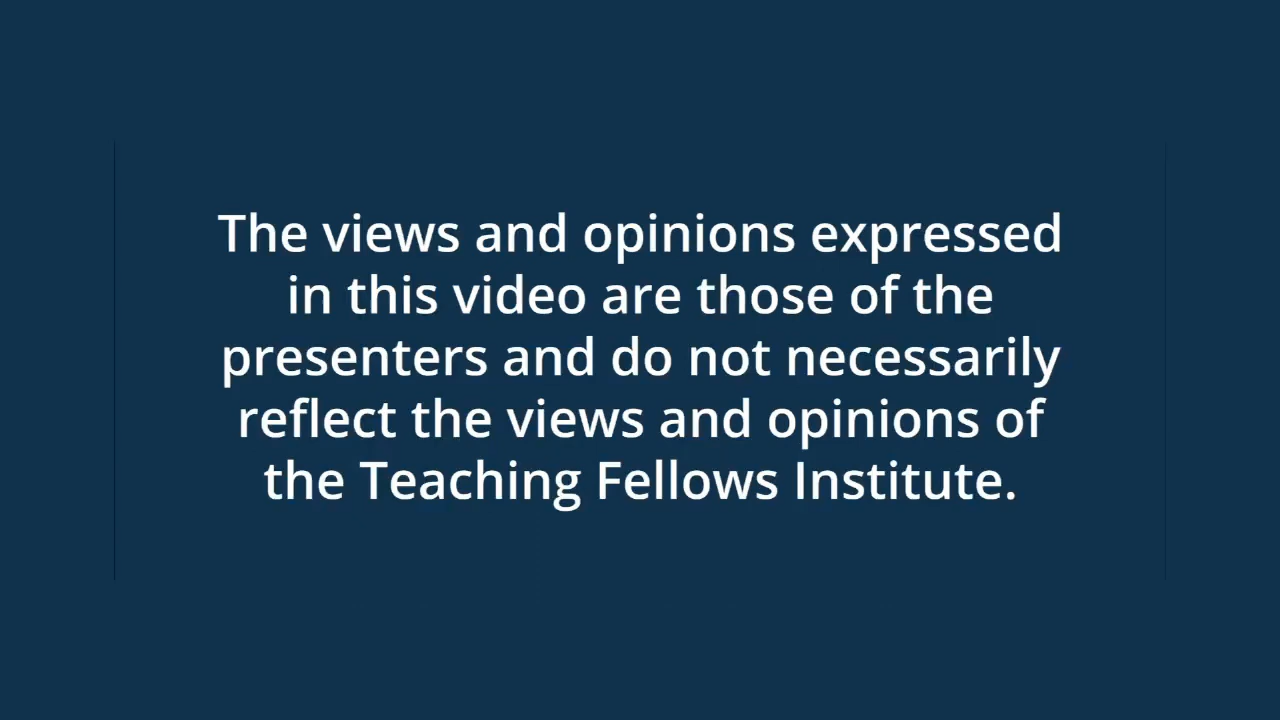 The views and opinions expressed
in this video are those of the
presenters and do not necessarily
reflect the views and opinions of
the Teaching Fellows Institute.